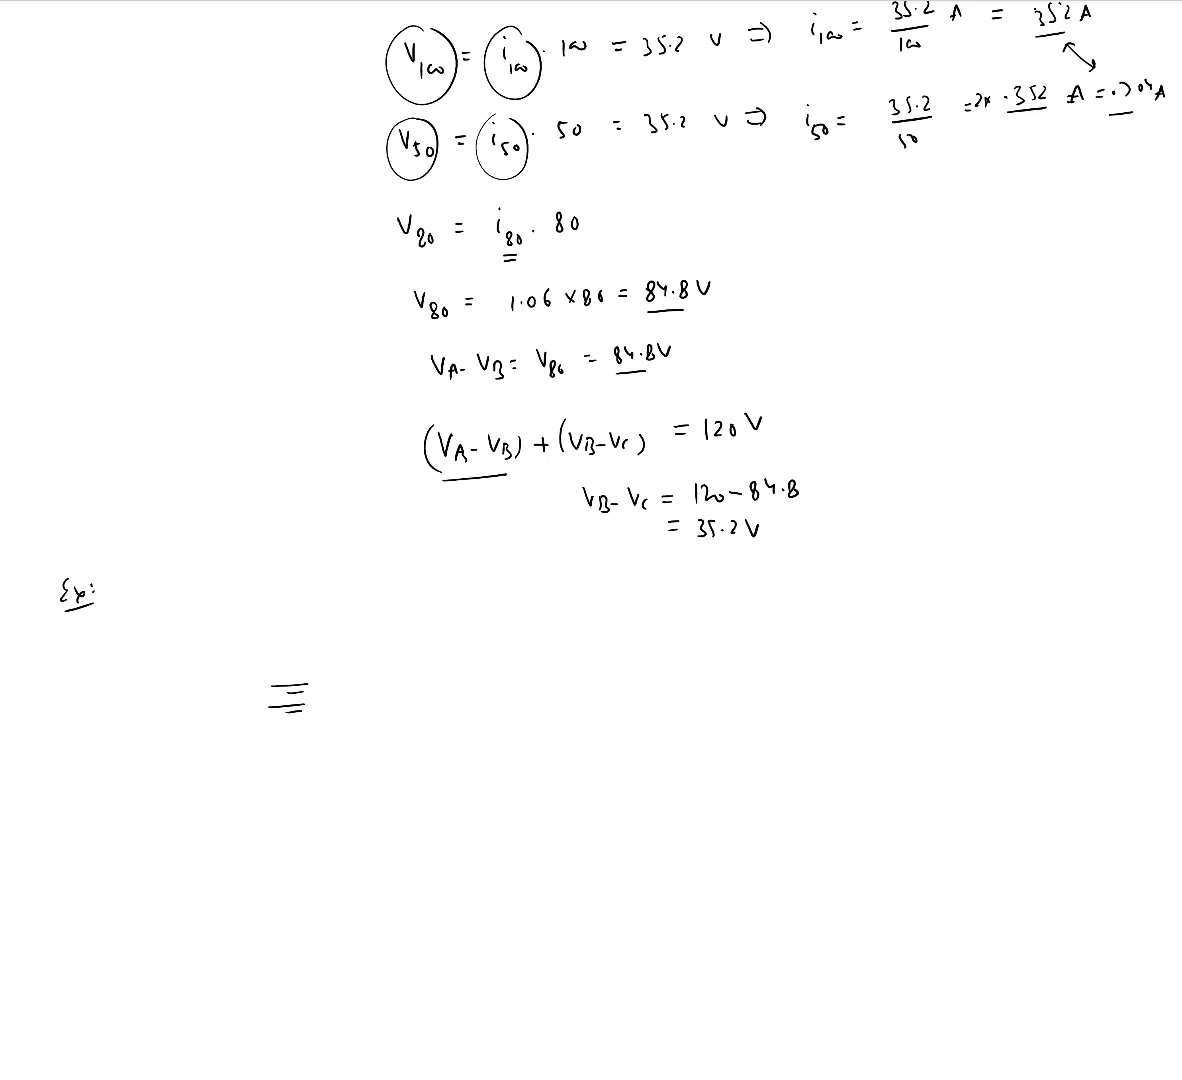 V100 = i100 · 100 = 35.2 V ⇒ i100 = 35.2/100 A = .352 A
V50 = i50 · 50 = 35.2 V ⇒ i50 = 35.2/50 = 2x .352 A = .704 A
V80 = i80 · 80
V80 = 1.06 × 80 = 84.8 V
VA - VB = V80 = 84.8V
(VA - VB) + (VB - VC) = 120 V
VB - VC = 120 - 84.8
= 35.2 V
Ex: